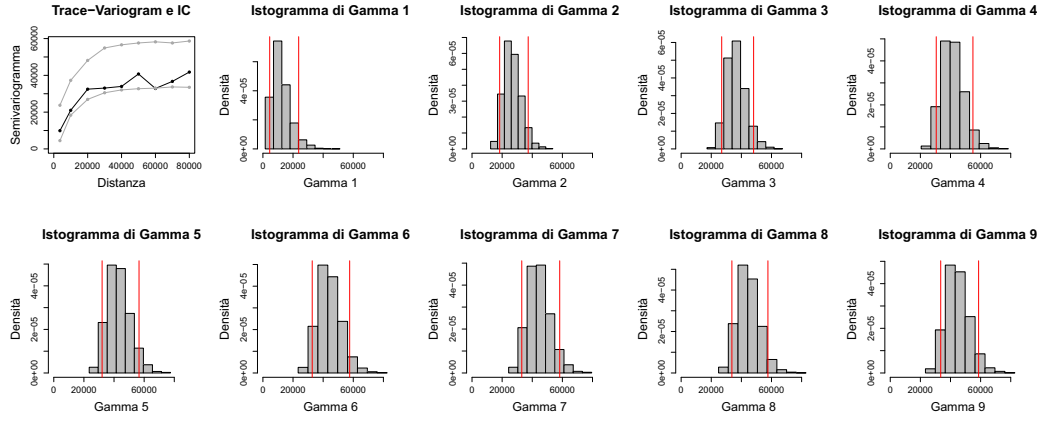 Trace−Variogram e IC
Semivariogramma
0 20000 40000 60000
0 20000 40000 60000 80000
Distanza
Istogramma di Gamma 1
Densità
0e+00 4e−05
0 20000 60000
Gamma 1
Istogramma di Gamma 2
Densità
0e+00 3e−05 6e−05
0 20000 60000
Gamma 2
Istogramma di Gamma 3
Densità
0e+00 2e−05 4e−05 6e−05
0 20000 60000
Gamma 3
Istogramma di Gamma 4
Densità
0e+00 2e−05 4e−05
0 20000 60000
Gamma 4
Istogramma di Gamma 5
Densità
0e+00 2e−05 4e−05
0 20000 60000
Gamma 5
Istogramma di Gamma 6
Densità
0e+00 2e−05 4e−05
0 20000 60000
Gamma 6
Istogramma di Gamma 7
Densità
0e+00 2e−05 4e−05
0 20000 60000
Gamma 7
Istogramma di Gamma 8
Densità
0e+00 2e−05 4e−05
0 20000 60000
Gamma 8
Istogramma di Gamma 9
Densità
0e+00 2e−05 4e−05
0 20000 60000
Gamma 9